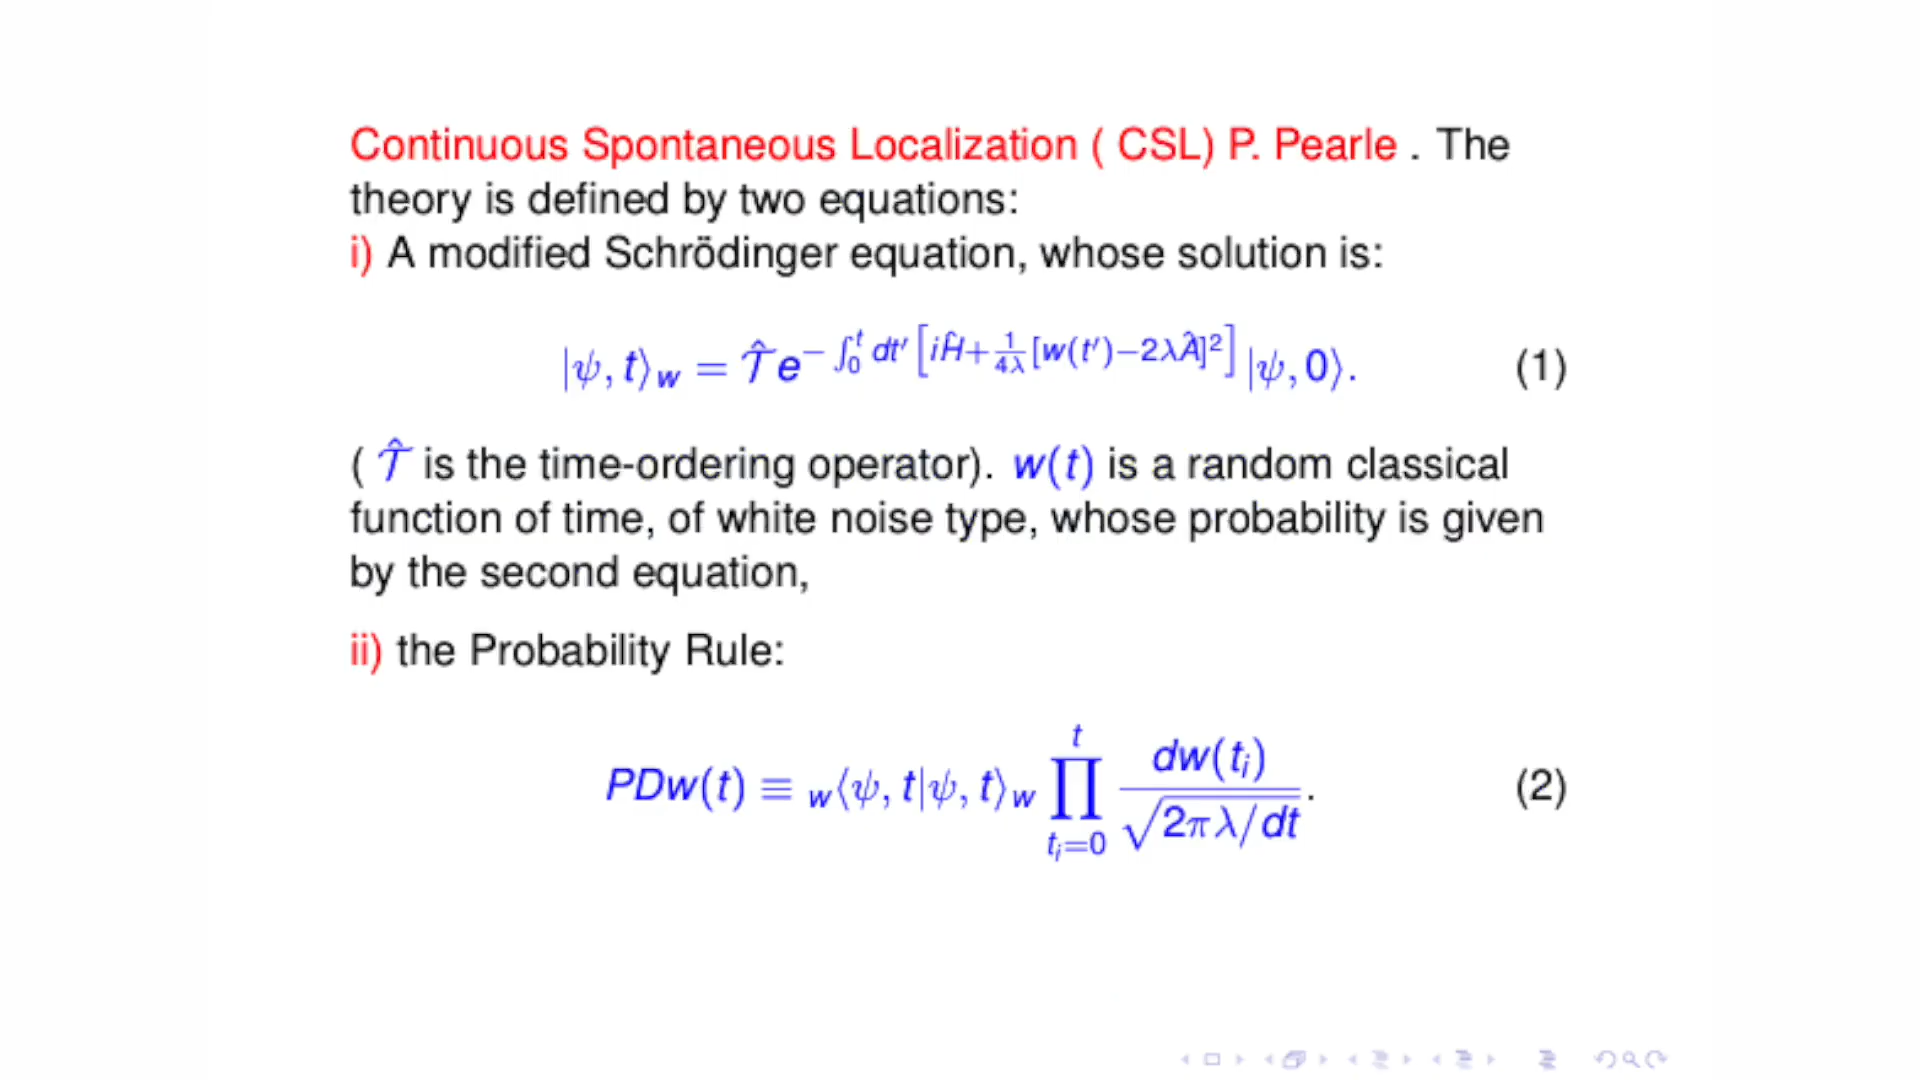 Continuous Spontaneous Localization ( CSL) P. Pearle . The
theory is defined by two equations:
i) A modified Schrödinger equation, whose solution is:
|ψ, t⟩_w = 𝒯̂ e^{− ∫_0^t dt′ [iĤ+ \frac{1}{4λ} [w(t′)−2λÂ]²]} |ψ, 0⟩. (1)
( 𝒯̂ is the time-ordering operator). w(t) is a random classical
function of time, of white noise type, whose probability is given
by the second equation,
ii) the Probability Rule:
PDw(t) ≡ _w⟨ψ, t|ψ, t⟩_w ∏_{t_i=0}^{t} \frac{dw(t_i)}{\sqrt{2πλ/dt}}. (2)